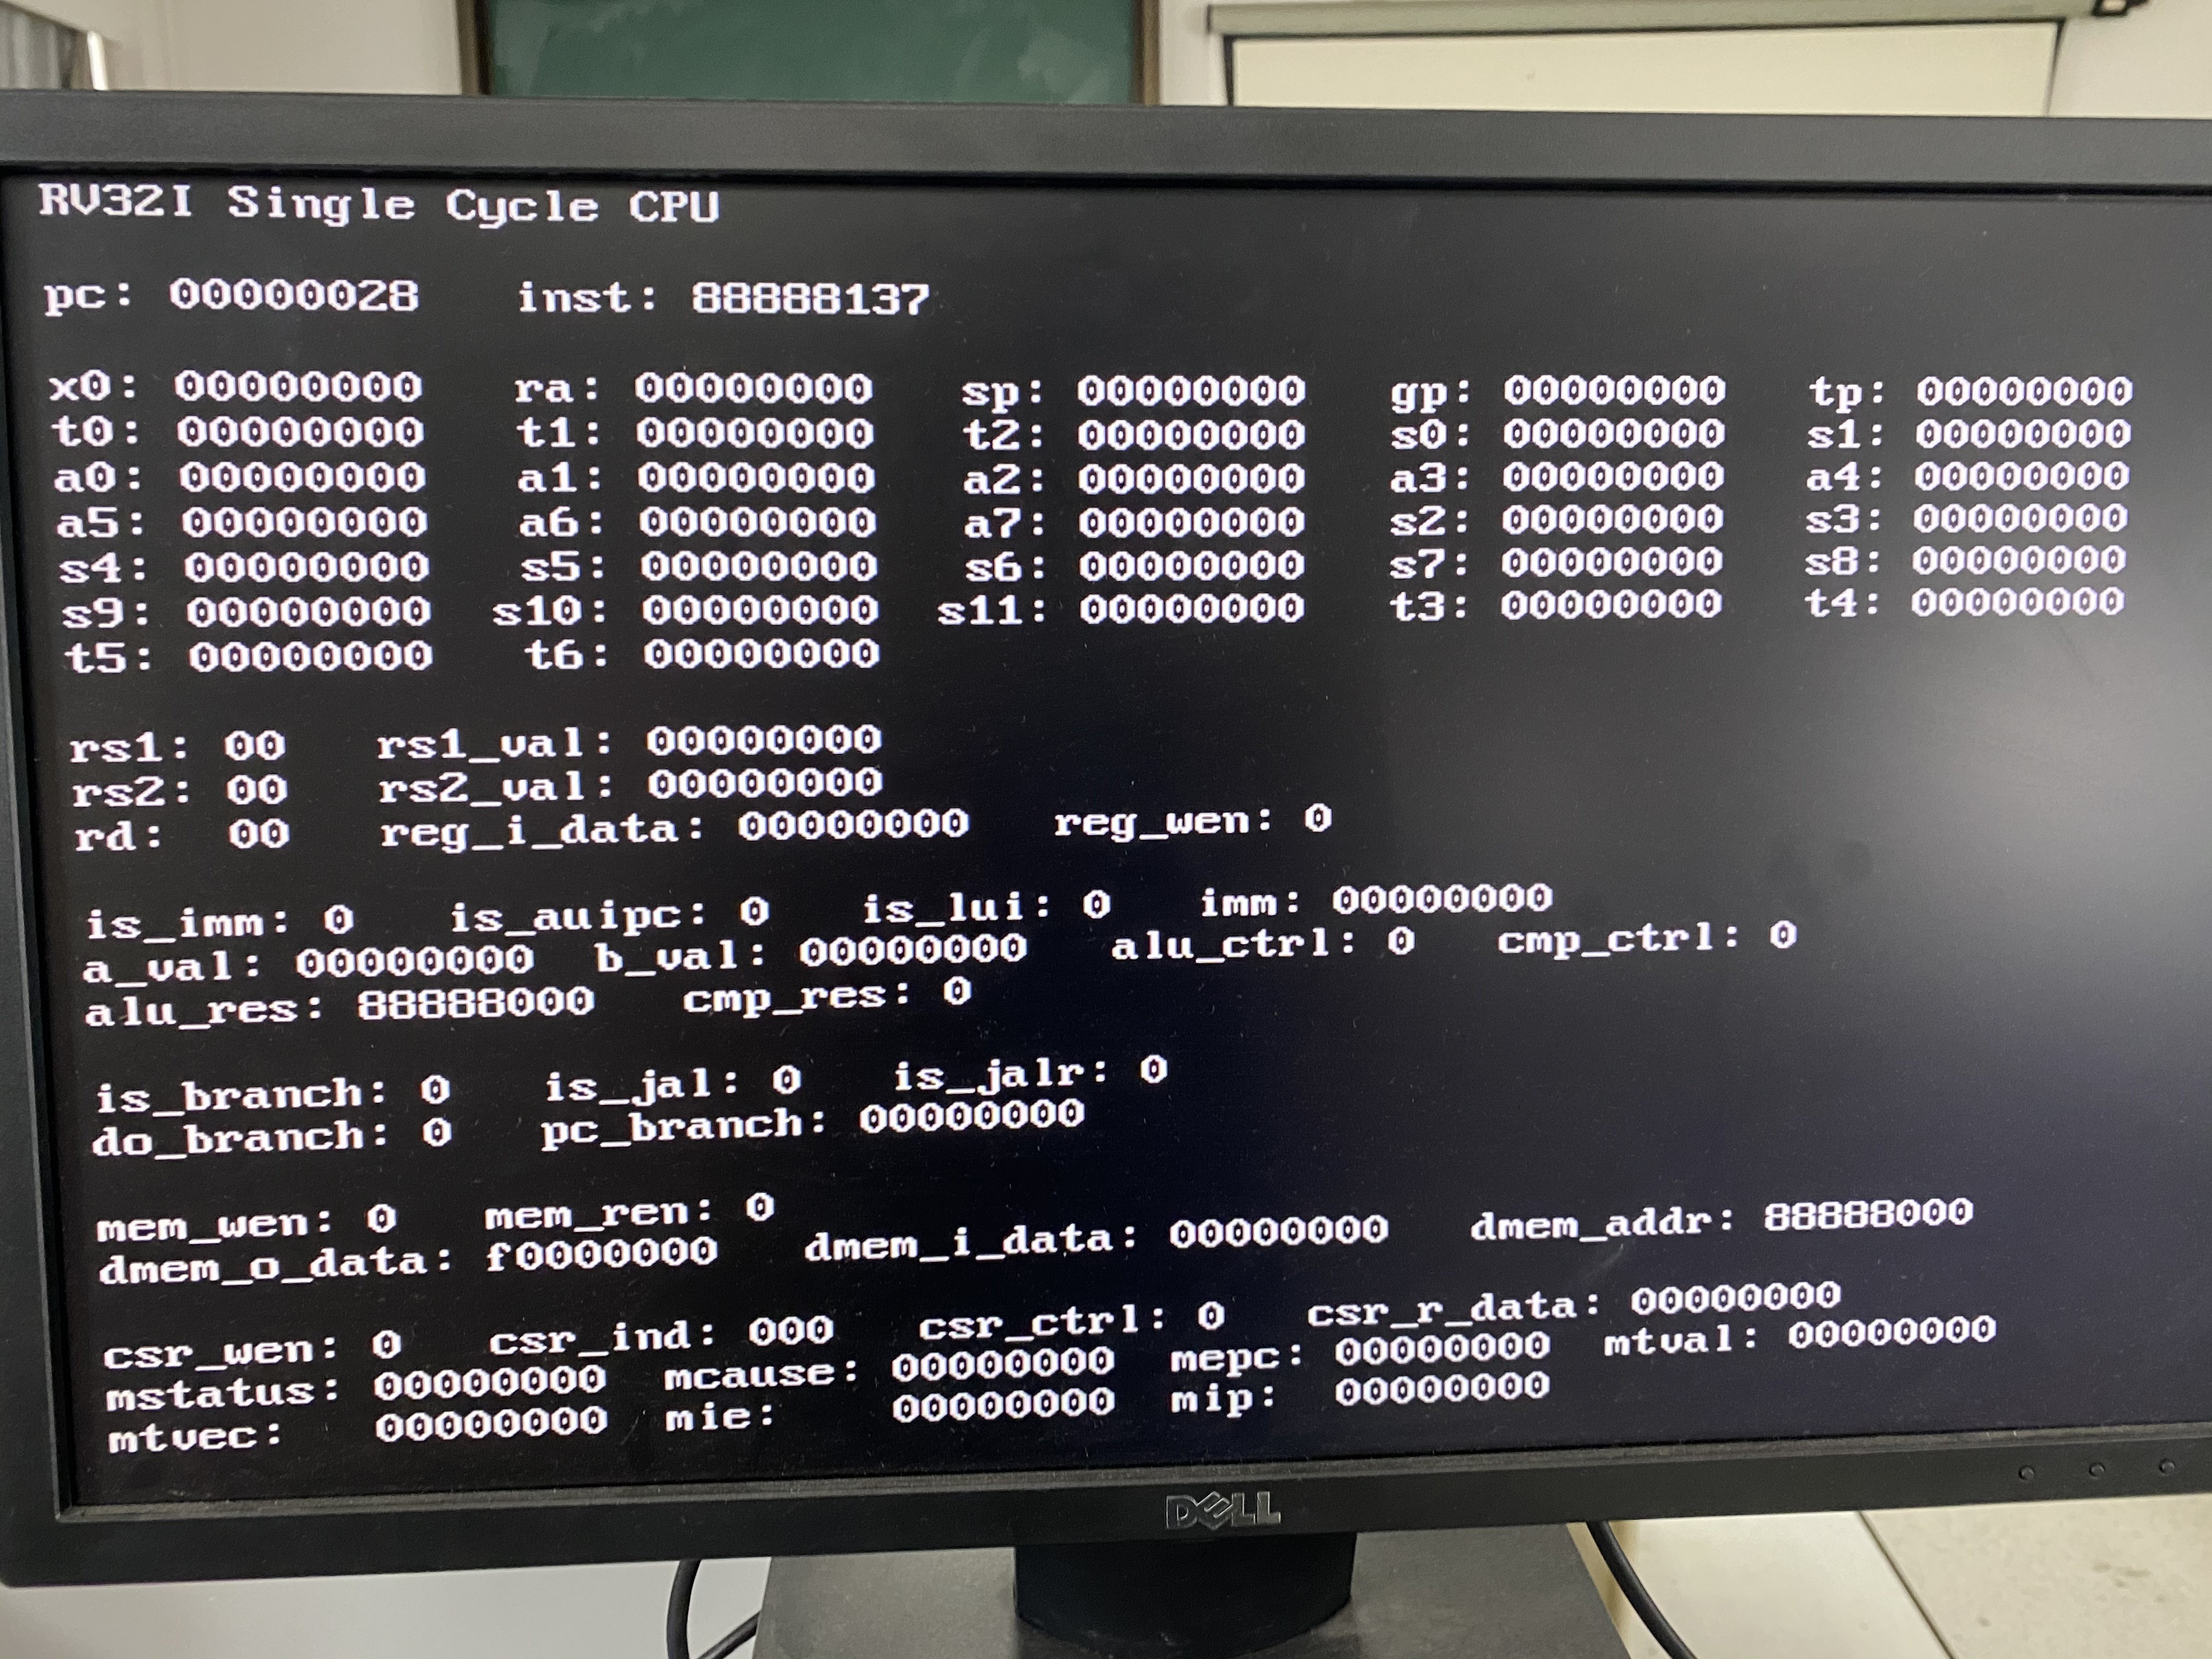 RV32I Single Cycle CPU
pc: 00000028 inst: 88888137
x0: 00000000 ra: 00000000 sp: 00000000 gp: 00000000 tp: 00000000
t0: 00000000 t1: 00000000 t2: 00000000 s0: 00000000 s1: 00000000
a0: 00000000 a1: 00000000 a2: 00000000 a3: 00000000 a4: 00000000
a5: 00000000 a6: 00000000 a7: 00000000 s2: 00000000 s3: 00000000
s4: 00000000 s5: 00000000 s6: 00000000 s7: 00000000 s8: 00000000
s9: 00000000 s10: 00000000 s11: 00000000 t3: 00000000 t4: 00000000
t5: 00000000 t6: 00000000
rs1: 00 rs1_val: 00000000
rs2: 00 rs2_val: 00000000
rd: 00 reg_i_data: 00000000 reg_wen: 0
is_imm: 0 is_auipc: 0 is_lui: 0 imm: 00000000
a_val: 00000000 b_val: 00000000 alu_ctrl: 0 cmp_ctrl: 0
alu_res: 88888000 cmp_res: 0
is_branch: 0 is_jal: 0 is_jalr: 0
do_branch: 0 pc_branch: 00000000
mem_wen: 0 mem_ren: 0
dmem_o_data: f0000000 dmem_i_data: 00000000 dmem_addr: 88888000
csr_wen: 0 csr_ind: 000 csr_ctrl: 0 csr_r_data: 00000000
mstatus: 00000000 mcause: 00000000 mepc: 00000000 mtval: 00000000
mtvec: 00000000 mie: 00000000 mip: 00000000
DELL